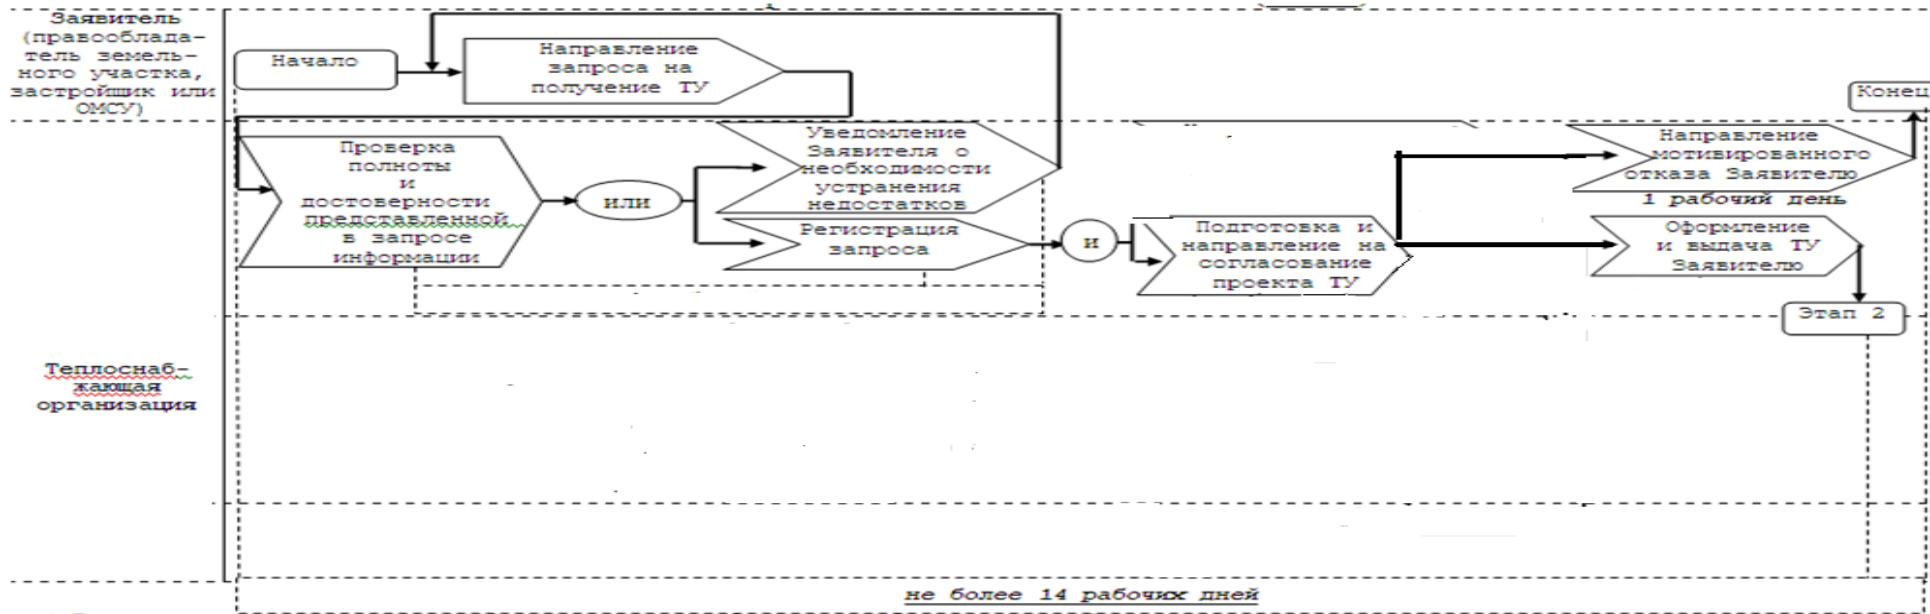 Заявитель
(правооблада-
тель земель-
ного участка,
застройщик или
ОМСУ)
Начало
Направление
запроса на
получение ТУ
Конец
Проверка
полноты
и
достоверности
представленной
в запросе
информации
или
Уведомление
Заявителя о
необходимости
устранения
недостатков
Регистрация
запроса
и
Подготовка и
направление на
согласование
проекта ТУ
Направление
мотивированного
отказа Заявителю
1 рабочий день
Оформление
и выдача ТУ
Заявителю
Этап 2
Теплоснаб-
жающая
организация
не более 14 рабочих дней